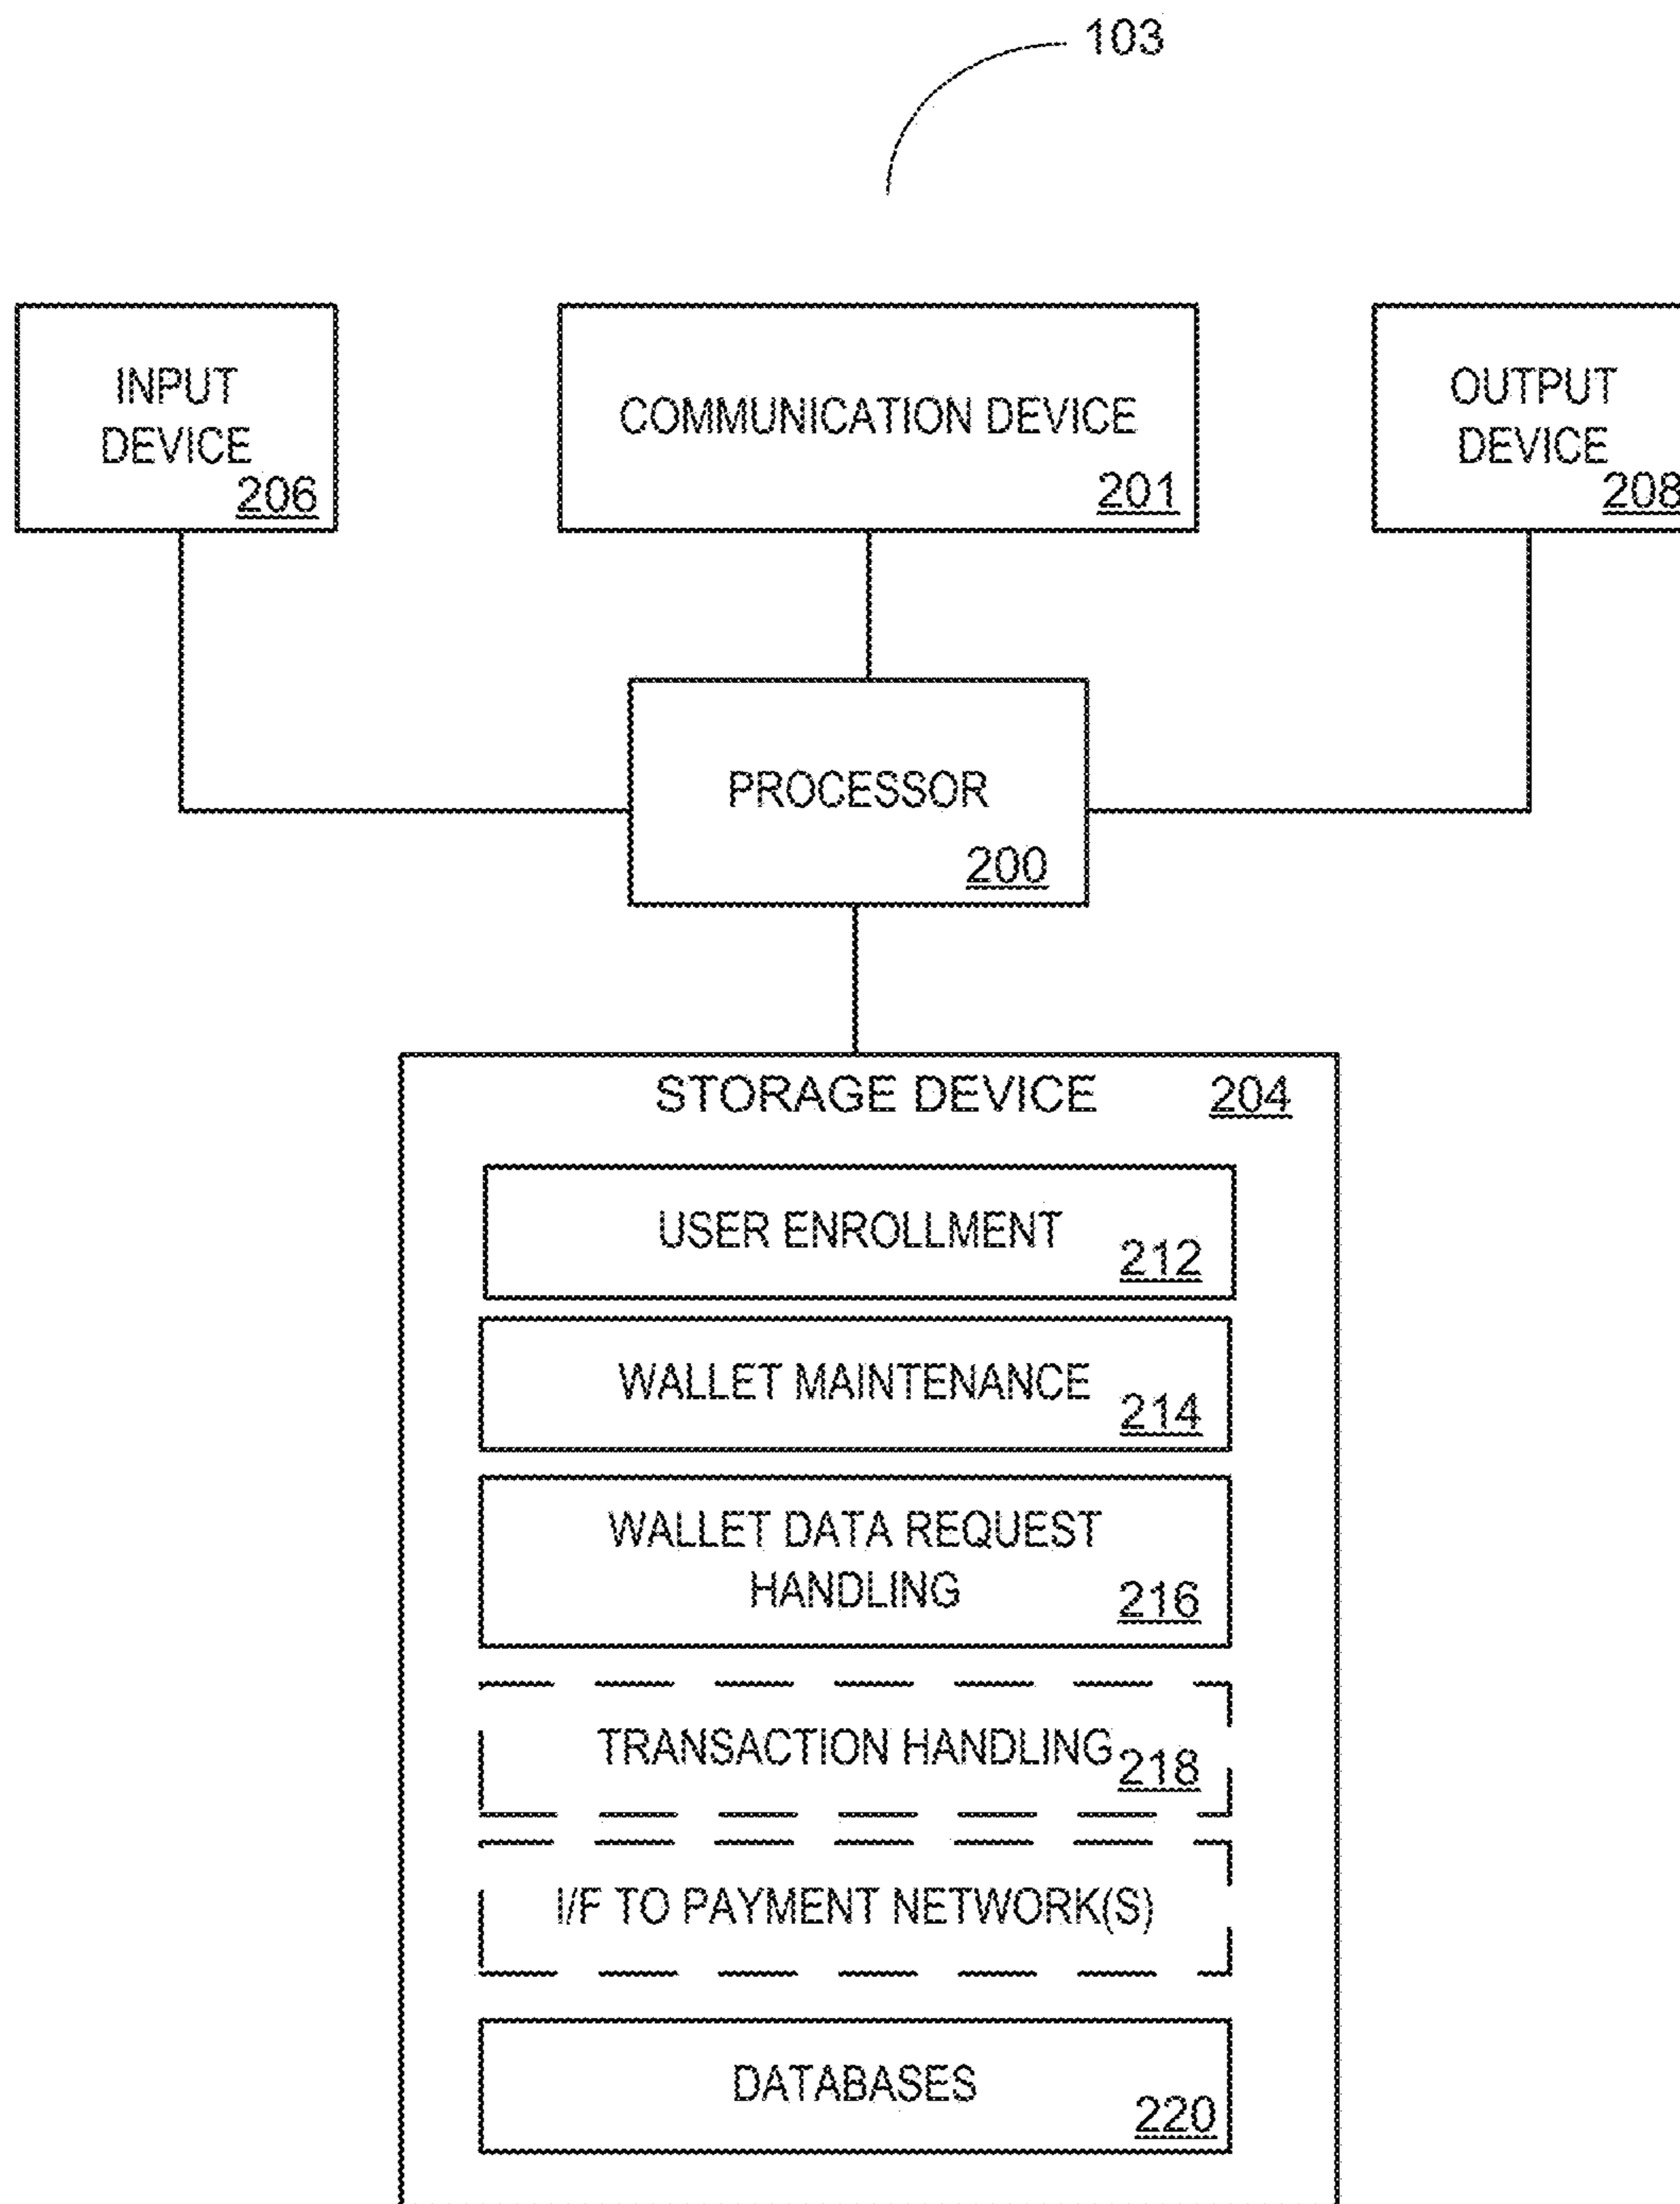 103
INPUT
DEVICE
206
COMMUNICATION DEVICE
201
OUTPUT
DEVICE
208
PROCESSOR
200
STORAGE DEVICE 204
USER ENROLLMENT
212
WALLET MAINTENANCE
214
WALLET DATA REQUEST
HANDLING
216
TRANSACTION HANDLING
218
I/F TO PAYMENT NETWORK(S)
DATABASES
220